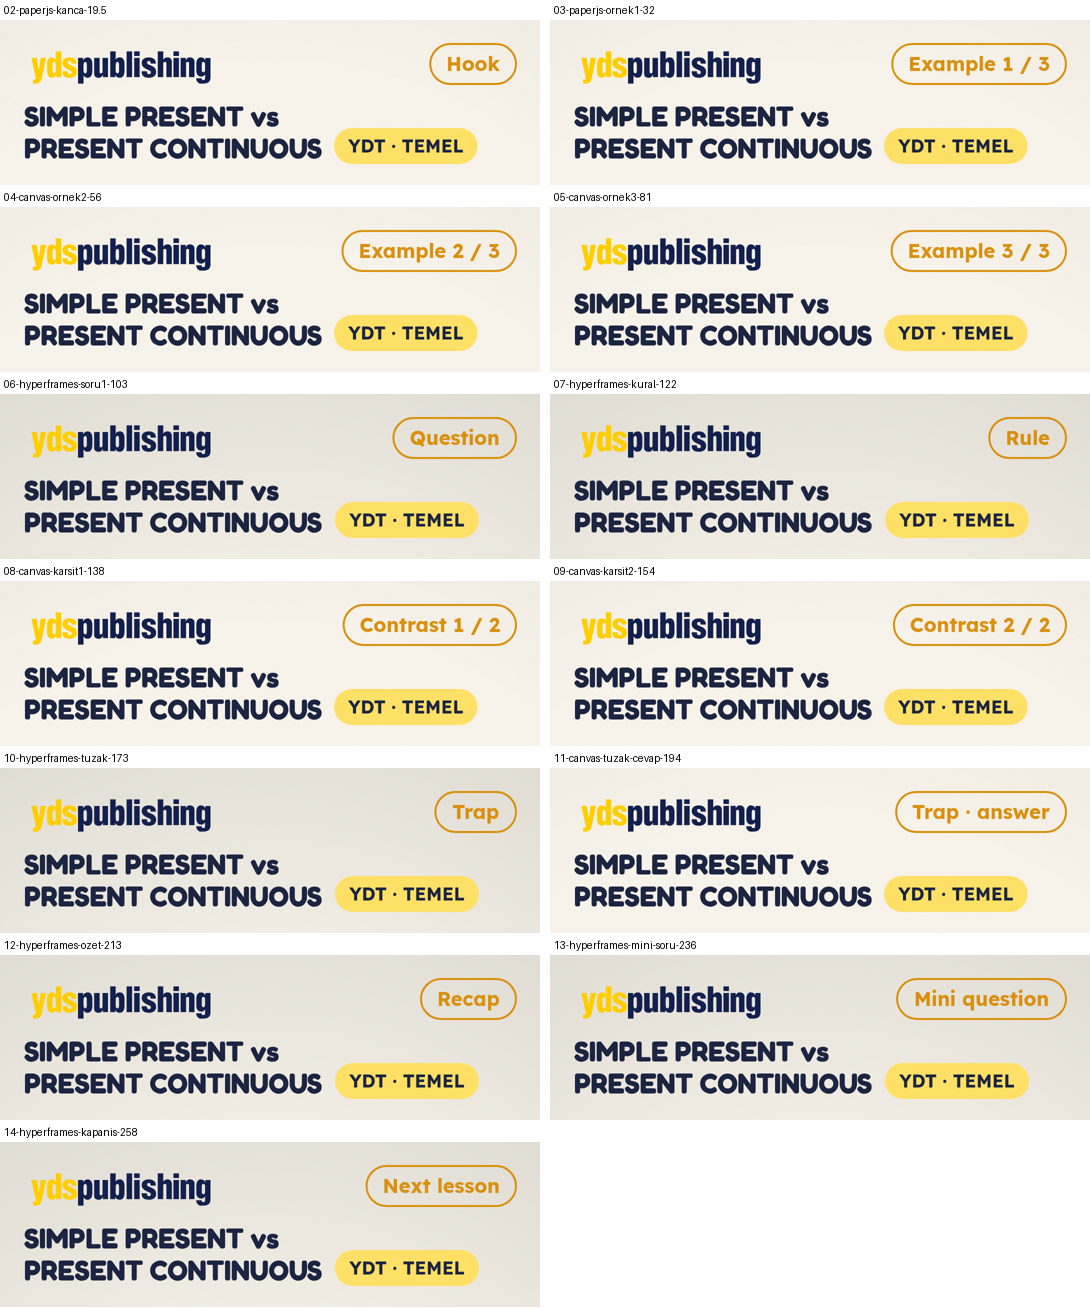 02-paperjs-kanca-19.5
ydspublishing
Hook
SIMPLE PRESENT vs
PRESENT CONTINUOUS
YDT · TEMEL
03-paperjs-ornek1-32
ydspublishing
Example 1 / 3
SIMPLE PRESENT vs
PRESENT CONTINUOUS
YDT · TEMEL
04-canvas-ornek2-56
ydspublishing
Example 2 / 3
SIMPLE PRESENT vs
PRESENT CONTINUOUS
YDT · TEMEL
05-canvas-ornek3-81
ydspublishing
Example 3 / 3
SIMPLE PRESENT vs
PRESENT CONTINUOUS
YDT · TEMEL
06-hyperframes-soru1-103
ydspublishing
Question
SIMPLE PRESENT vs
PRESENT CONTINUOUS
YDT · TEMEL
07-hyperframes-kural-122
ydspublishing
Rule
SIMPLE PRESENT vs
PRESENT CONTINUOUS
YDT · TEMEL
08-canvas-karsit1-138
ydspublishing
Contrast 1 / 2
SIMPLE PRESENT vs
PRESENT CONTINUOUS
YDT · TEMEL
09-canvas-karsit2-154
ydspublishing
Contrast 2 / 2
SIMPLE PRESENT vs
PRESENT CONTINUOUS
YDT · TEMEL
10-hyperframes-tuzak-173
ydspublishing
Trap
SIMPLE PRESENT vs
PRESENT CONTINUOUS
YDT · TEMEL
11-canvas-tuzak-cevap-194
ydspublishing
Trap · answer
SIMPLE PRESENT vs
PRESENT CONTINUOUS
YDT · TEMEL
12-hyperframes-ozet-213
ydspublishing
Recap
SIMPLE PRESENT vs
PRESENT CONTINUOUS
YDT · TEMEL
13-hyperframes-mini-soru-236
ydspublishing
Mini question
SIMPLE PRESENT vs
PRESENT CONTINUOUS
YDT · TEMEL
14-hyperframes-kapanis-258
ydspublishing
Next lesson
SIMPLE PRESENT vs
PRESENT CONTINUOUS
YDT · TEMEL